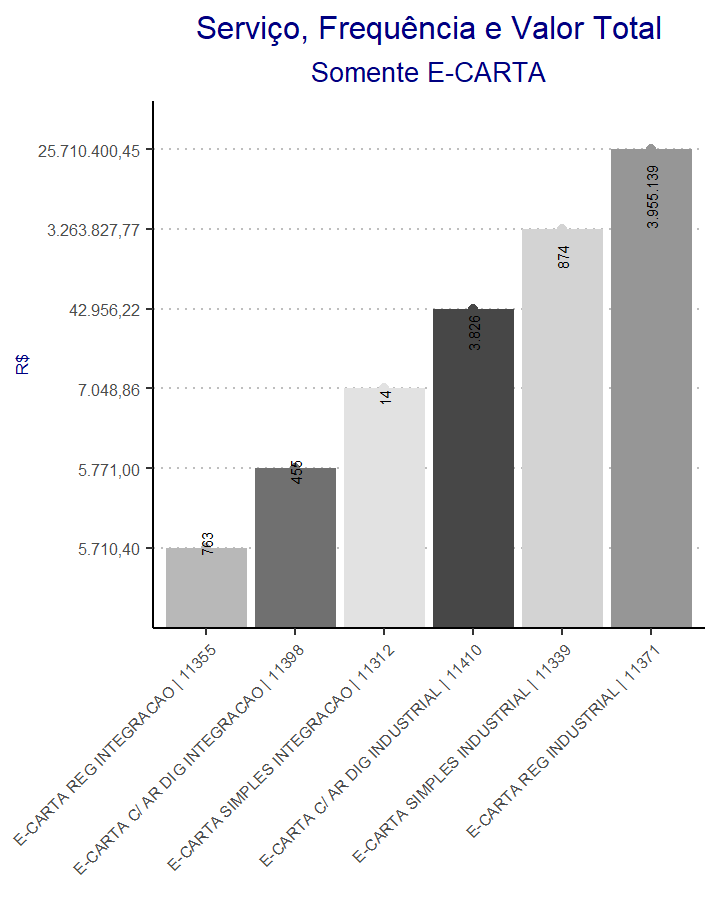 Serviço, Frequência e Valor Total
Somente E-CARTA
R$
25.710.400,45
3.263.827,77
42.956,22
7.048,86
5.771,00
5.710,40
763
455
14
3.826
874
3.955.139
E-CARTA REG INTEGRACAO | 11355
E-CARTA C/ AR DIG INTEGRACAO | 11398
E-CARTA SIMPLES INTEGRACAO | 11312
E-CARTA C/ AR DIG INDUSTRIAL | 11410
E-CARTA SIMPLES INDUSTRIAL | 11339
E-CARTA REG INDUSTRIAL | 11371